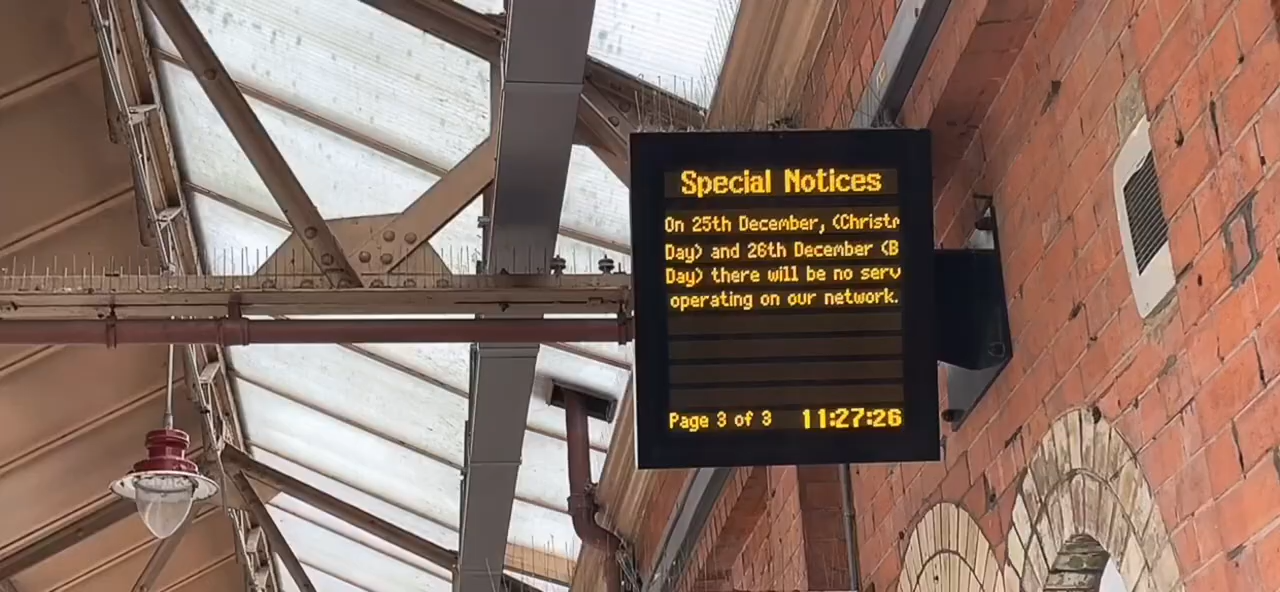 Special Notices
On 25th December, (Christm
Day) and 26th December (B
Day) there will be no serv
operating on our network.
Page 3 of 3 11:27:26